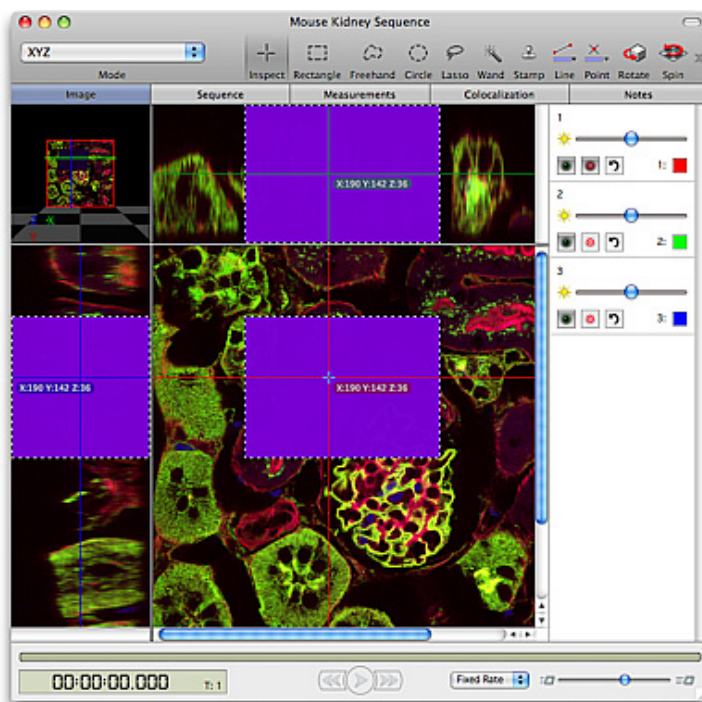 Mouse Kidney Sequence
XYZ
Mode
Inspect Rectangle Freehand Circle Lasso Wand Stamp Line Point Rotate Spin
Image Sequence Measurements Colocalization Notes
1
1:
2
2:
3
3:
X:190 Y:142 Z:36
X:190 Y:142 Z:36
X:190 Y:142 Z:36
00:00:00.000 T: 1
Fixed Rate